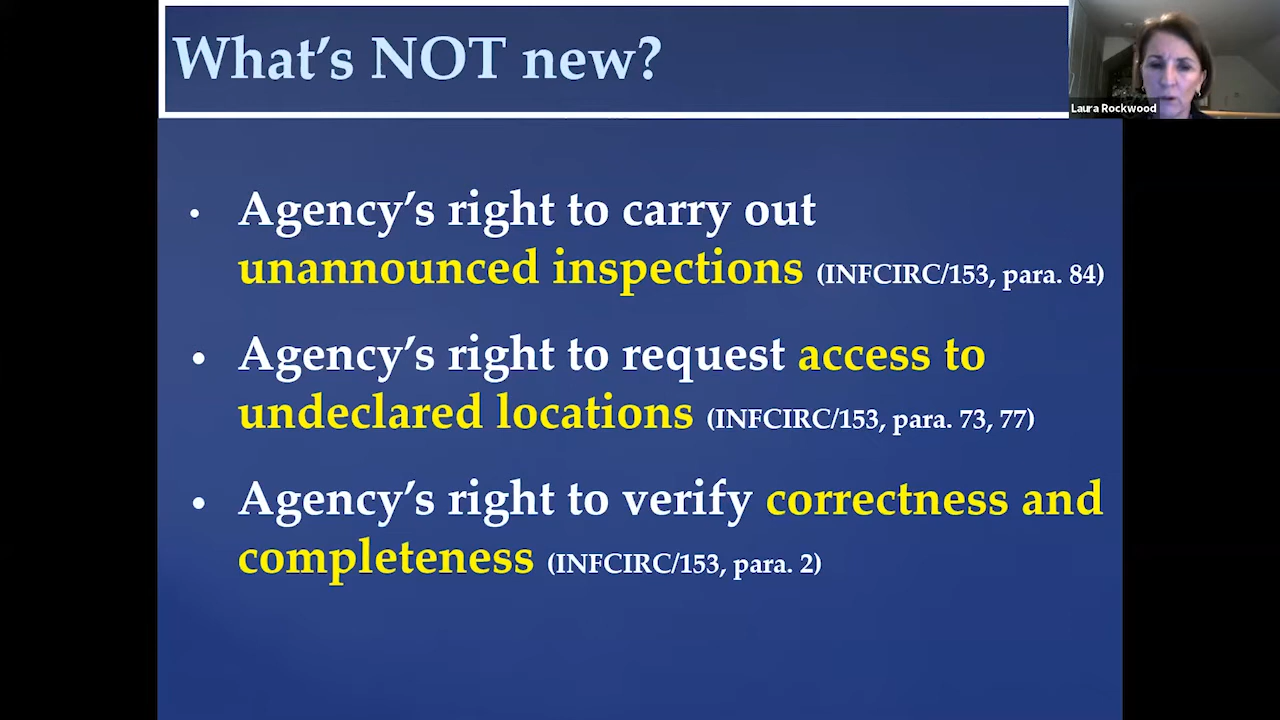 What's NOT new?
Laura Rockwood
• Agency's right to carry out
unannounced inspections (INFCIRC/153, para. 84)
• Agency's right to request access to
undeclared locations (INFCIRC/153, para. 73, 77)
• Agency's right to verify correctness and
completeness (INFCIRC/153, para. 2)